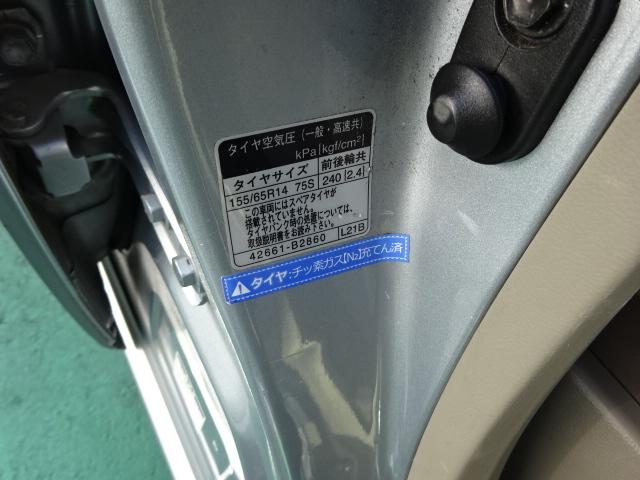 タイヤ空気圧（一般・高速共）
kPa[kgf/cm²]
タイヤサイズ 前後輪共
155/65R14 75S 240 [2.4]
この車両にはスペアタイヤが
搭載されていません。
タイヤパンク時の処置については、
取扱説明書をお読み下さい。
42661-B2860 L21B
タイヤ:チッ素ガス【N₂】充てん済